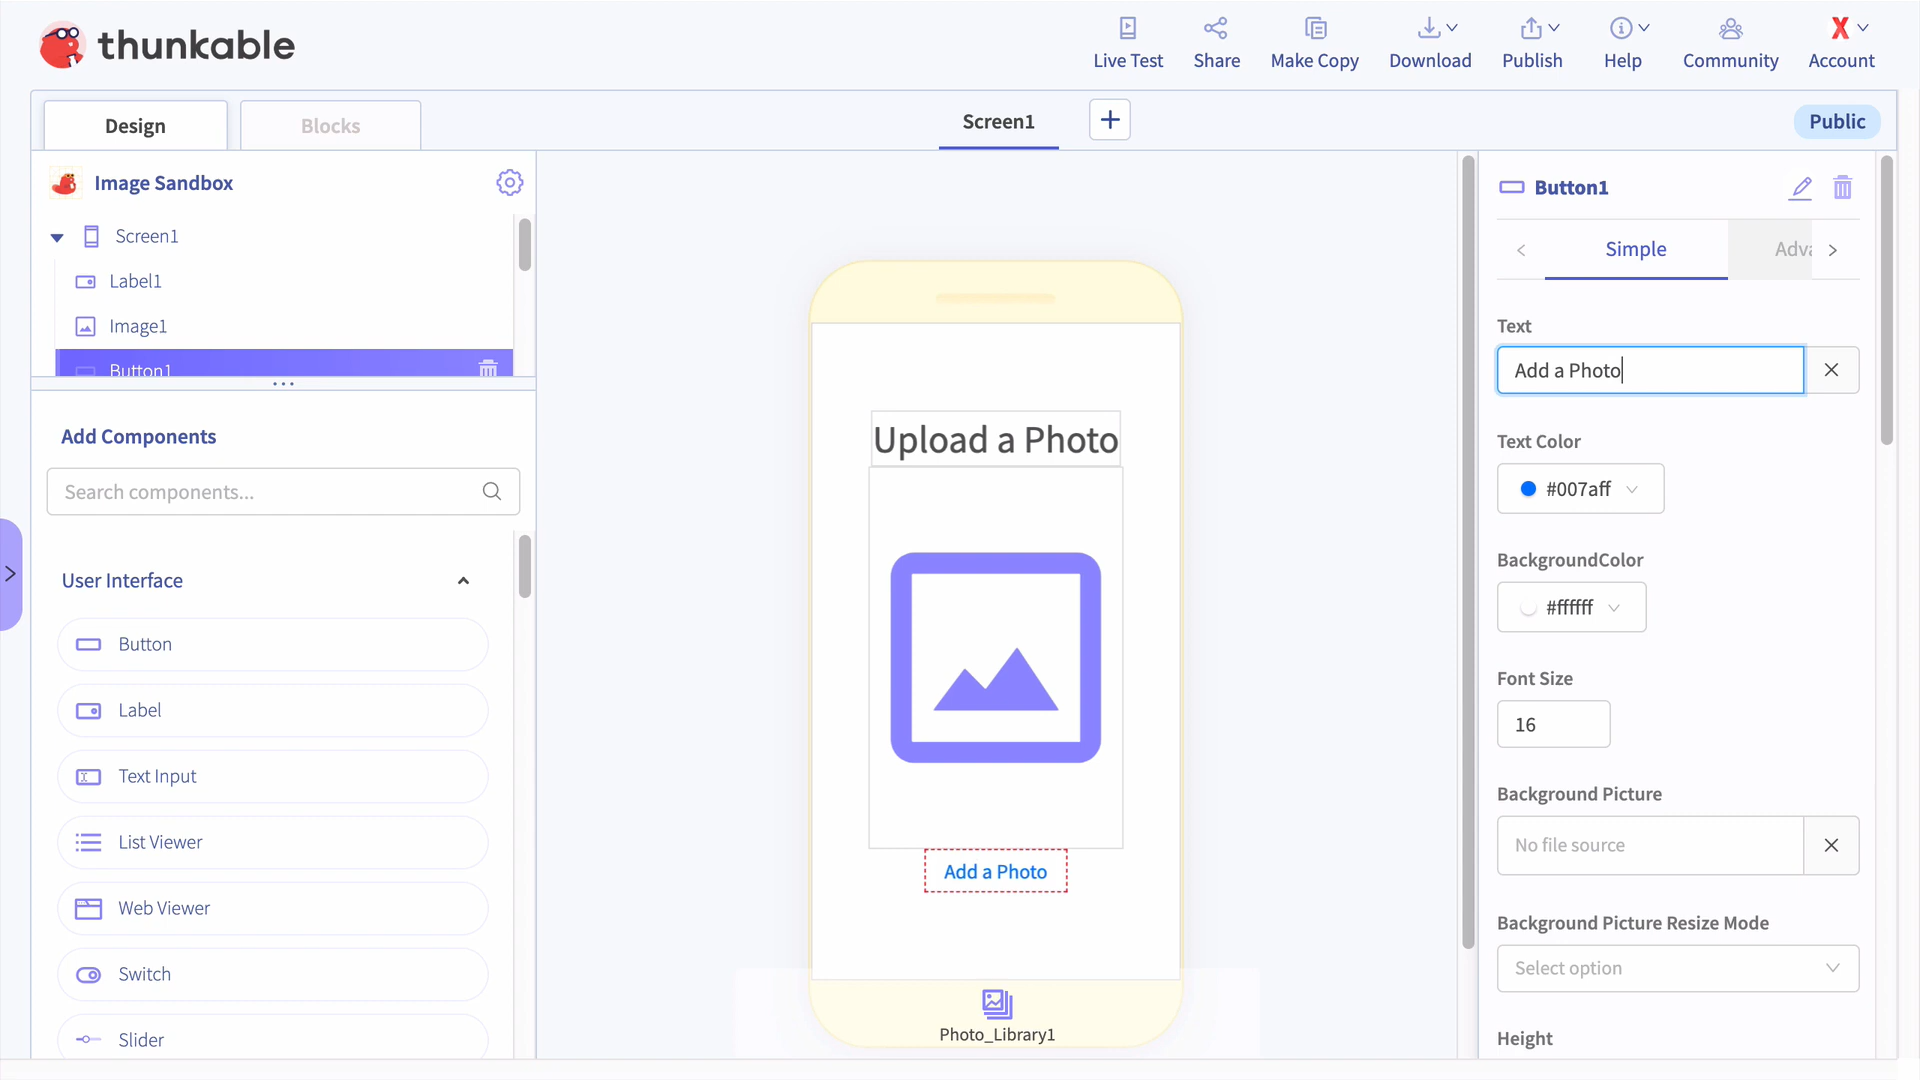 thunkable
Live Test
Share
Make Copy
Download
Publish
Help
Community
X
Account
Design
Blocks
Screen1
+
Public
Image Sandbox
Screen1
Label1
Image1
Button1
Add Components
Search components...
User Interface
Button
Label
Text Input
List Viewer
Web Viewer
Switch
Slider
Upload a Photo
Add a Photo
Photo_Library1
Button1
Simple
Adva
Text
Add a Photo
Text Color
#007aff
BackgroundColor
#ffffff
Font Size
16
Background Picture
No file source
Background Picture Resize Mode
Select option
Height